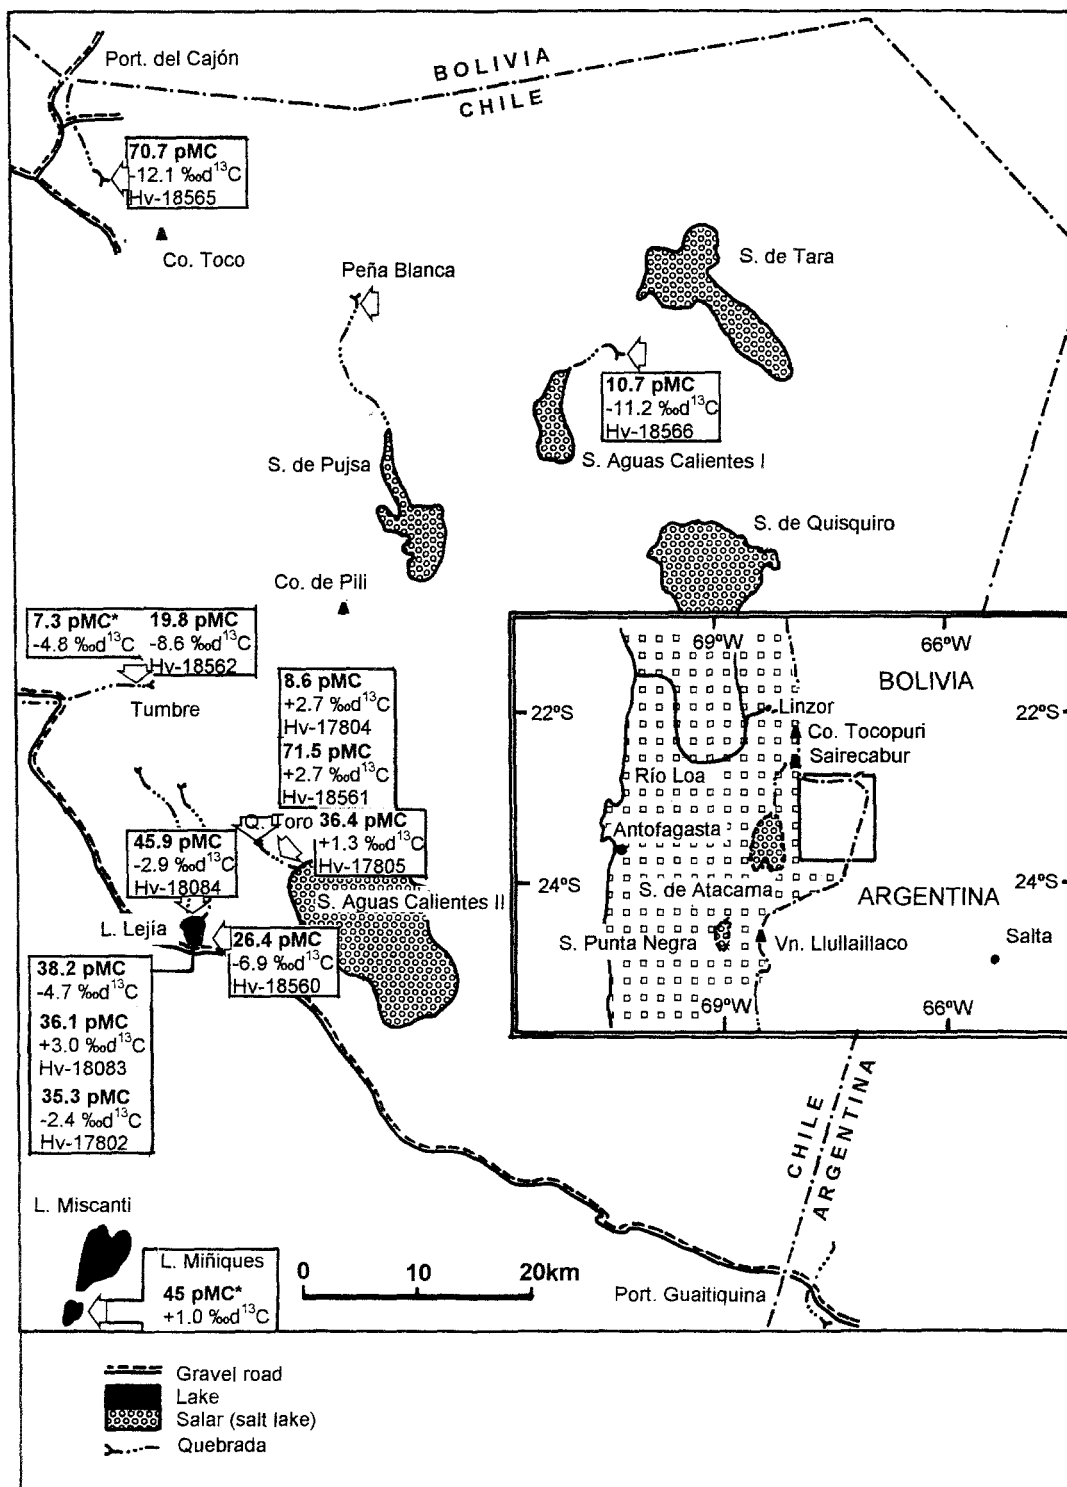 Port. del Cajón
BOLIVIA
CHILE
70.7 pMC
-12.1 ‰d¹³C
Hv-18565
Co. Toco
Peña Blanca
S. de Tara
10.7 pMC
-11.2 ‰d¹³C
Hv-18566
S. Aguas Calientes I
S. de Pujsa
S. de Quisquiro
Co. de Pili
7.3 pMC* 19.8 pMC
-4.8 ‰d¹³C -8.6 ‰d¹³C
Hv-18562
Tumbre
8.6 pMC
+2.7 ‰d¹³C
Hv-17804
71.5 pMC
+2.7 ‰d¹³C
Hv-18561
Q. Toro
36.4 pMC
+1.3 ‰d¹³C
Hv-17805
45.9 pMC
-2.9 ‰d¹³C
Hv-18084
S. Aguas Calientes II
L. Lejía
26.4 pMC
-6.9 ‰d¹³C
Hv-18560
38.2 pMC
-4.7 ‰d¹³C
36.1 pMC
+3.0 ‰d¹³C
Hv-18083
35.3 pMC
-2.4 ‰d¹³C
Hv-17802
69ºW
66ºW
BOLIVIA
22ºS
Linzor
22ºS
Co. Tocopuri
Sairecabur
Río Loa
Antofagasta
24ºS
S. de Atacama
24ºS
ARGENTINA
S. Punta Negra
Vn. Llullaillaco
Salta
69ºW
66ºW
CHILE
ARGENTINA
L. Miscanti
L. Miñiques
45 pMC*
+1.0 ‰d¹³C
0 10 20km
Port. Guaitiquina
Gravel road
Lake
Salar (salt lake)
Quebrada